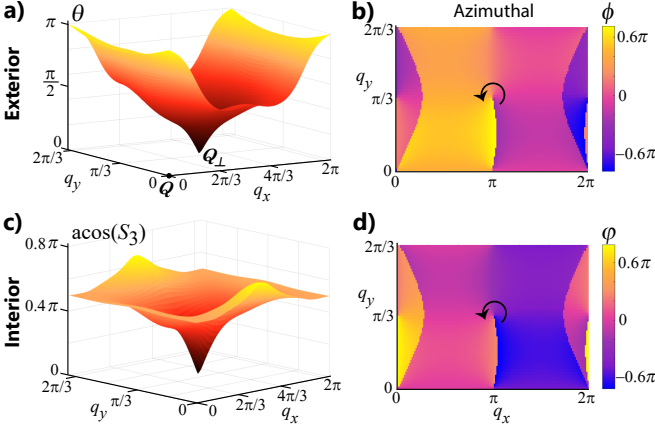 a)
θ
Exterior
π
π/2
0
2π/3
π/3
0
q_y
Q
Q_⊥
0
2π/3
4π/3
2π
q_x
b)
Azimuthal
ϕ
2π/3
q_y
π/3
0
0
π
2π
0.6π
0
−0.6π
c)
acos(S_3)
Interior
0.8π
0.4π
0
2π/3
q_y
π/3
0
0
2π/3
q_x
4π/3
2π
d)
φ
2π/3
q_y
π/3
0
0
π
q_x
2π
0.6π
0
−0.6π